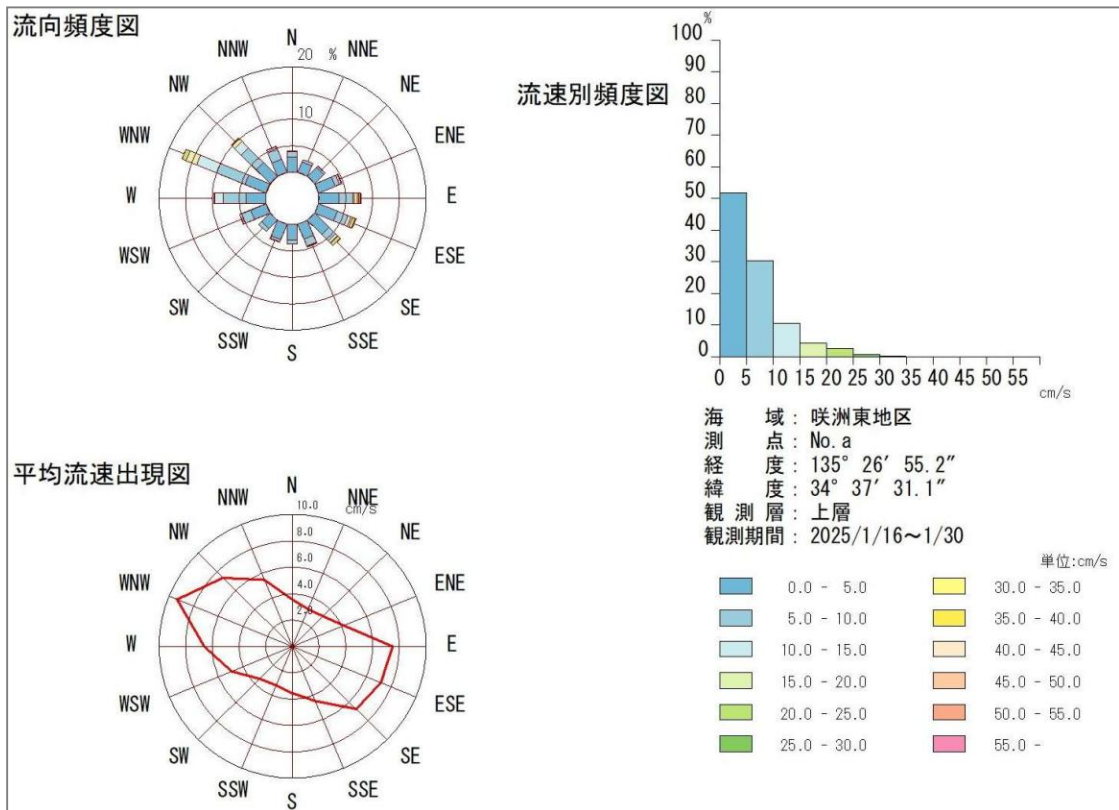 流向頻度図
N
20 %
10
NNE
NE
ENE
E
ESE
SE
SSE
S
SSW
SW
WSW
W
WNW
NW
NNW
流速別頻度図
%
100
90
80
70
60
50
40
30
20
10
0
0 5 10 15 20 25 30 35 40 45 50 55
cm/s
海 域 : 咲洲東地区
測 点 : No.a
経 度 : 135° 26′ 55.2″
緯 度 : 34° 37′ 31.1″
観 測 層 : 上層
観測期間 : 2025/1/16～1/30
平均流速出現図
N
10.0
cm/s
8.0
6.0
4.0
2.0
NNE
NE
ENE
E
ESE
SE
SSE
S
SSW
SW
WSW
W
WNW
NW
NNW
単位:cm/s
0.0 - 5.0
5.0 - 10.0
10.0 - 15.0
15.0 - 20.0
20.0 - 25.0
25.0 - 30.0
30.0 - 35.0
35.0 - 40.0
40.0 - 45.0
45.0 - 50.0
50.0 - 55.0
55.0 -